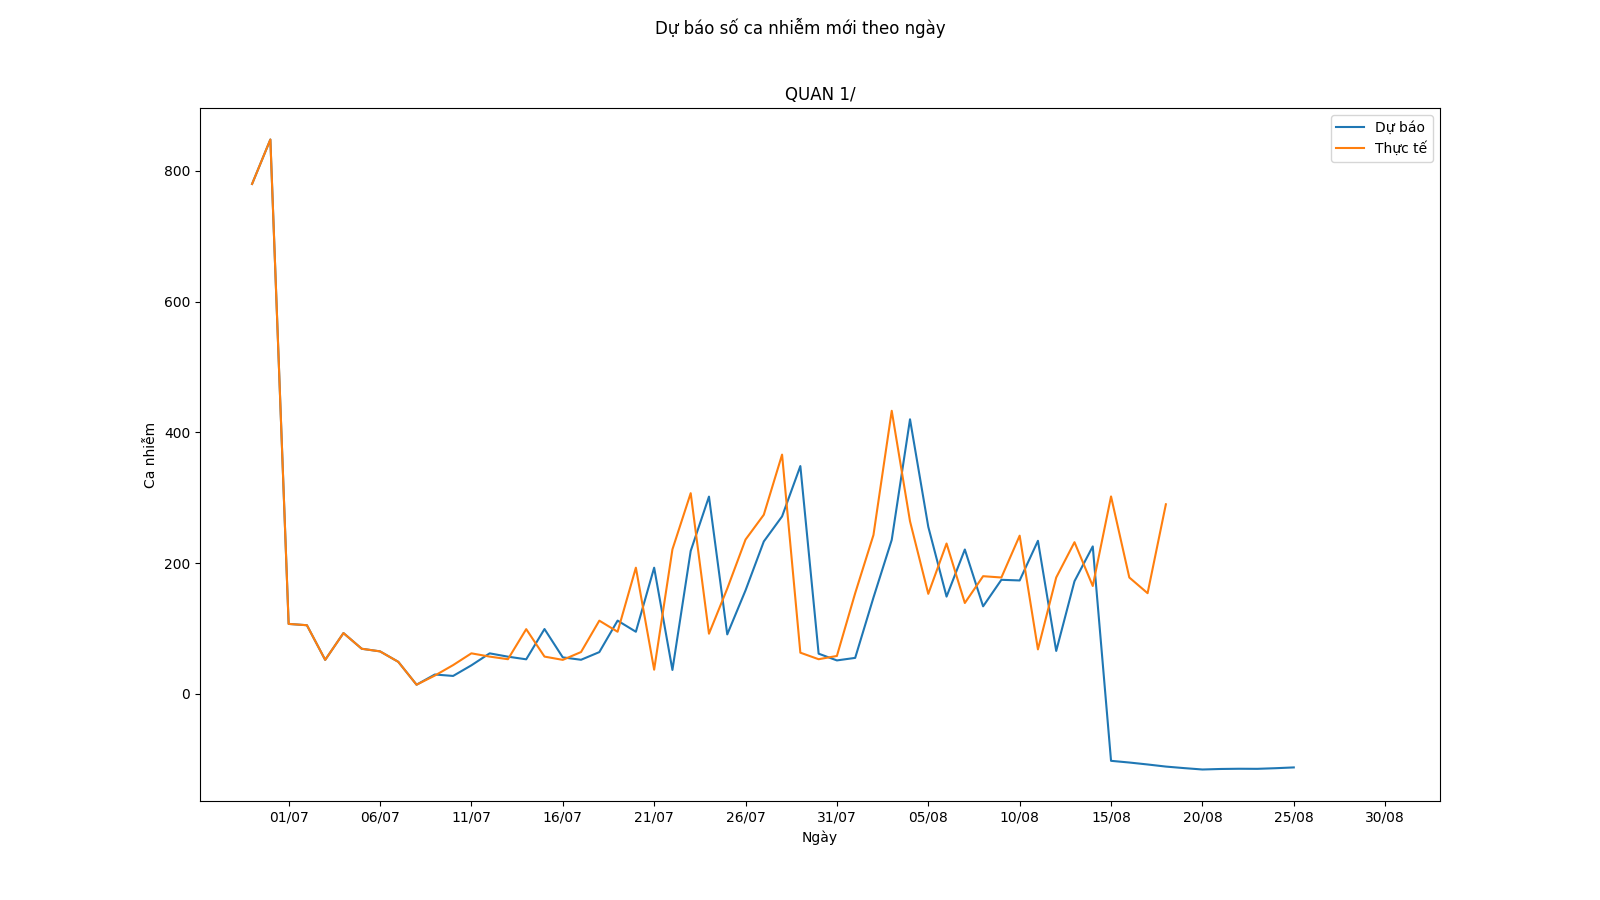 Dự báo số ca nhiễm mới theo ngày
QUAN 1/
Dự báo
Thực tế
800
600
400
200
0
Ca nhiễm
01/07 06/07 11/07 16/07 21/07 26/07 31/07 05/08 10/08 15/08 20/08 25/08 30/08
Ngày